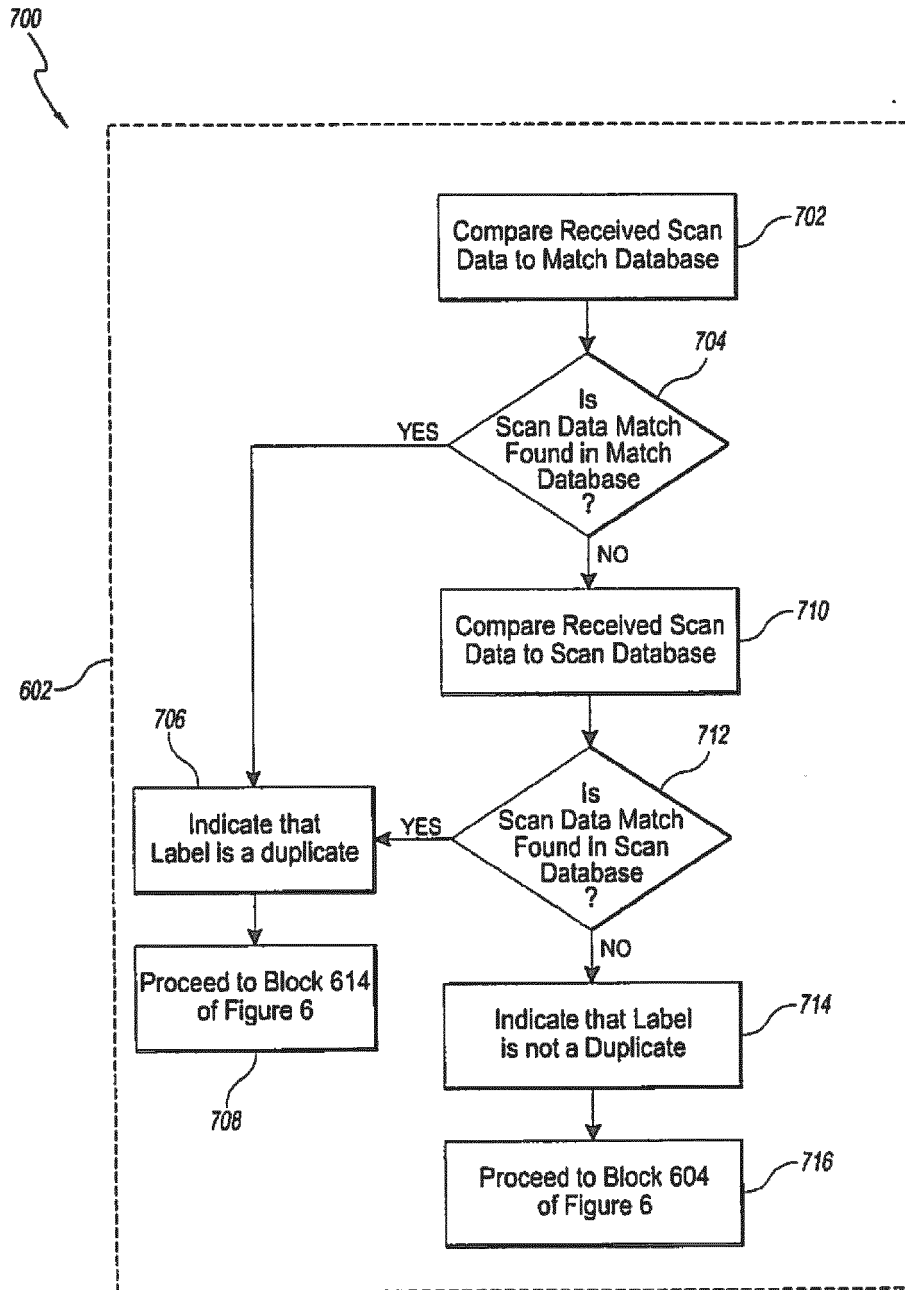 700
Compare Received Scan
Data to Match Database
702
704
Is
Scan Data Match
Found in Match
Database
?
YES
NO
Compare Received Scan
Data to Scan Database
710
602
706
712
Indicate that
Label is a duplicate
YES
Is
Scan Data Match
Found in Scan
Database
?
NO
Proceed to Block 614
of Figure 6
708
Indicate that Label
is not a Duplicate
714
Proceed to Block 604
of Figure 6
716